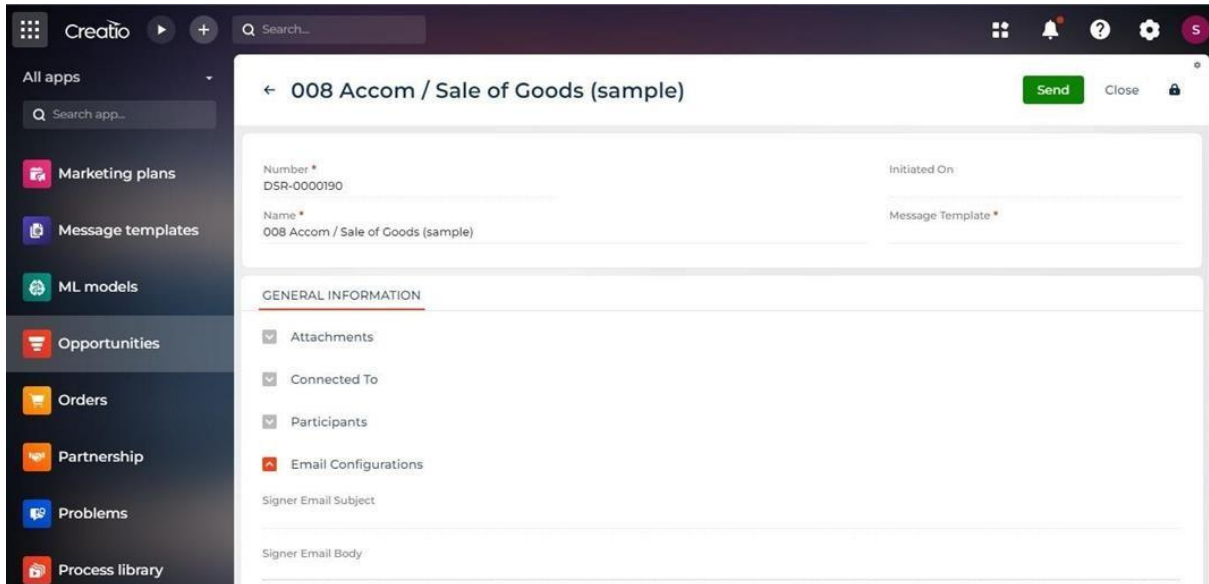 Creatio
Search...
S
All apps
Search app...
Marketing plans
Message templates
ML models
Opportunities
Orders
Partnership
Problems
Process library
008 Accom / Sale of Goods (sample)
Send
Close
Number *
DSR-0000190
Initiated On
Name *
008 Accom / Sale of Goods (sample)
Message Template *
GENERAL INFORMATION
Attachments
Connected To
Participants
Email Configurations
Signer Email Subject
Signer Email Body